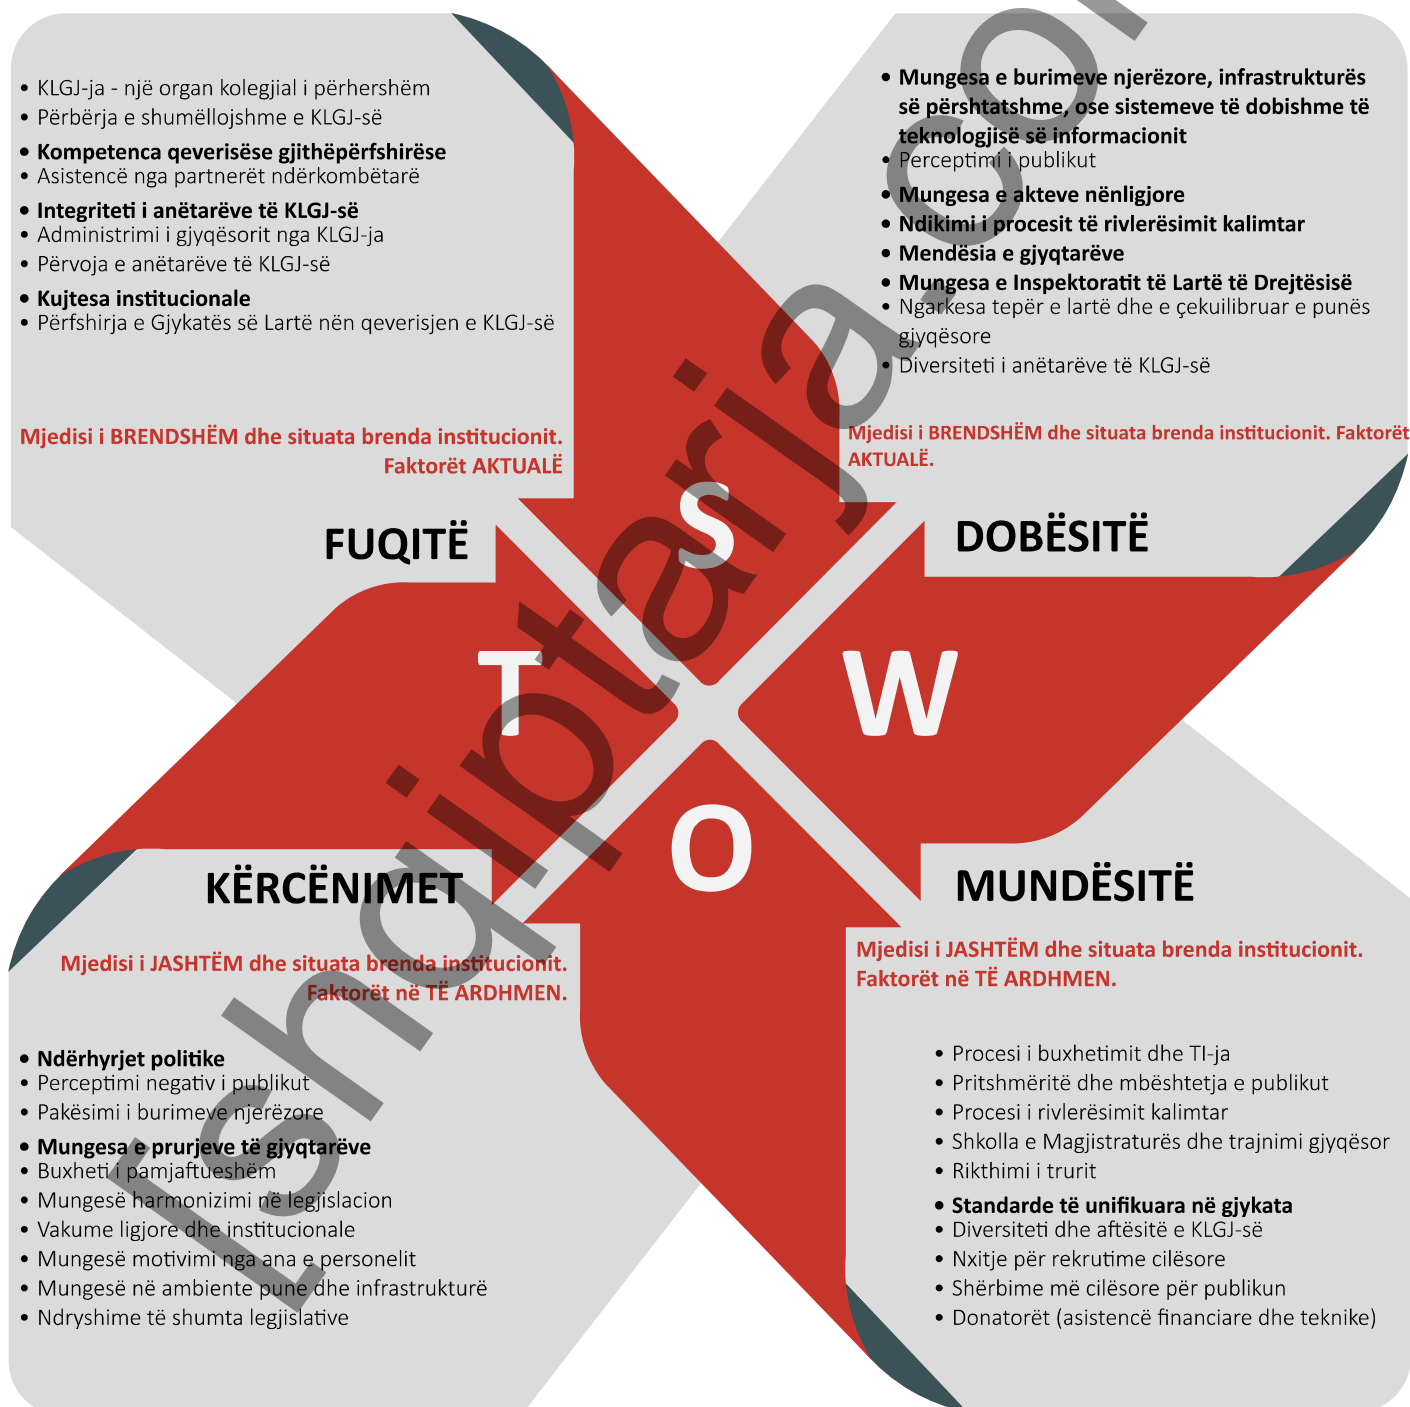 • KLGJ-ja - një organ kolegjial i përhershëm
• Përbërja e shumëllojshme e KLGJ-së
• Kompetenca qeverisëse gjithëpërfshirëse
• Asistencë nga partnerët ndërkombëtarë
• Integriteti i anëtarëve të KLGJ-së
• Administrimi i gjyqësorit nga KLGJ-ja
• Përvoja e anëtarëve të KLGJ-së
• Kujtesa institucionale
• Përfshirja e Gjykatës së Lartë nën qeverisjen e KLGJ-së
Mjedisi i BRENDSHËM dhe situata brenda institucionit.
Faktorët AKTUALË
FUQITË
• Mungesa e burimeve njerëzore, infrastrukturës
së përshtatshme, ose sistemeve të dobishme të
teknologjisë së informacionit
• Perceptimi i publikut
• Mungesa e akteve nënligjore
• Ndikimi i procesit të rivlerësimit kalimtar
• Mendësia e gjyqtarëve
• Mungesa e Inspektoratit të Lartë të Drejtësisë
• Ngarkesa tepër e lartë dhe e çekuilibruar e punës
gjyqësore
• Diversiteti i anëtarëve të KLGJ-së
Mjedisi i BRENDSHËM dhe situata brenda institucionit. Faktorët
AKTUALË.
DOBËSITË
S
T
W
O
KËRCËNIMET
Mjedisi i JASHTËM dhe situata brenda institucionit.
Faktorët në TË ARDHMEN.
• Ndërhyrjet politike
• Perceptimi negativ i publikut
• Pakësimi i burimeve njerëzore
• Mungesa e prurjeve të gjyqtarëve
• Buxheti i pamjaftueshëm
• Mungesë harmonizimi në legjislacion
• Vakume ligjore dhe institucionale
• Mungesë motivimi nga ana e personelit
• Mungesë në ambiente pune dhe infrastrukturë
• Ndryshime të shumta legjislative
MUNDËSITË
Mjedisi i JASHTËM dhe situata brenda institucionit.
Faktorët në TË ARDHMEN.
• Procesi i buxhetimit dhe TI-ja
• Pritshmëritë dhe mbështetja e publikut
• Procesi i rivlerësimit kalimtar
• Shkolla e Magjistraturës dhe trajnimi gjyqësor
• Rikthimi i trurit
• Standarde të unifikuara në gjykata
• Diversiteti dhe aftësitë e KLGJ-së
• Nxitje për rekrutime cilësore
• Shërbime më cilësore për publikun
• Donatorët (asistencë financiare dhe teknike)